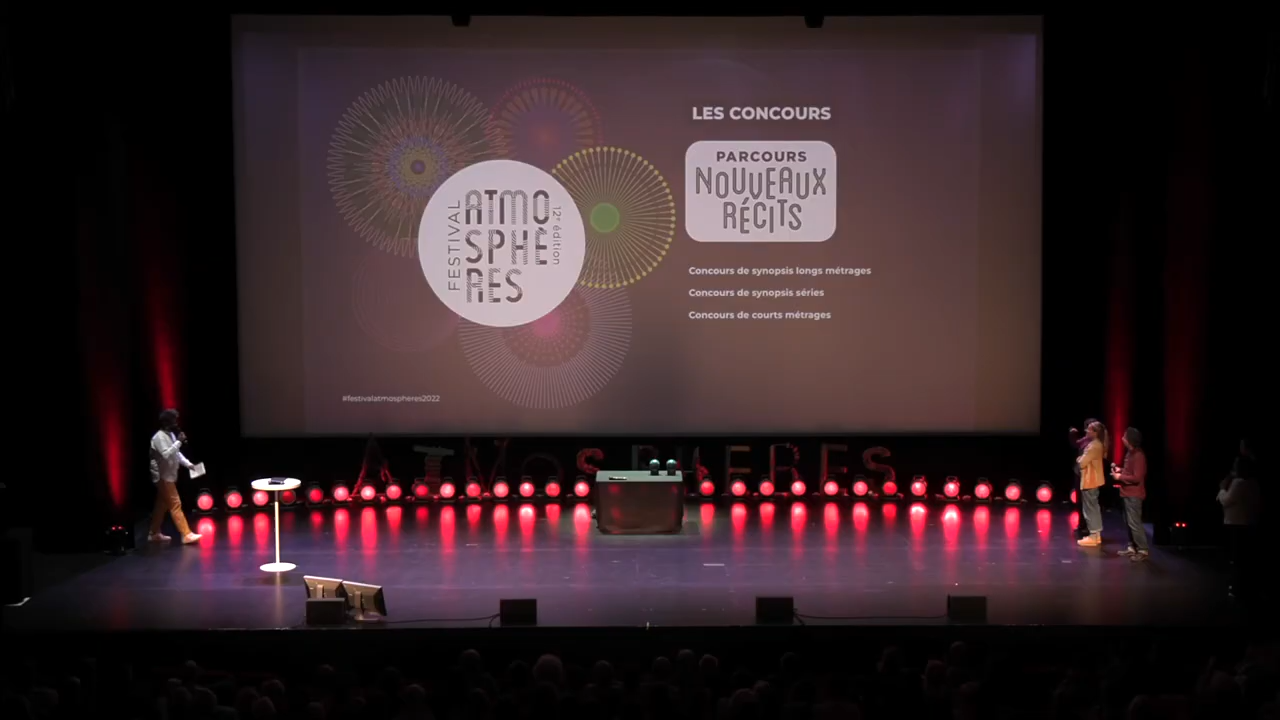 LES CONCOURS
PARCOURS
NOUVEAUX
RÉCITS
FESTIVAL
ATMO
SPHÈ
RES
12e édition
Concours de synopsis longs métrages
Concours de synopsis séries
Concours de courts métrages
#festivalatmospheres2022
ATMOSPHERES